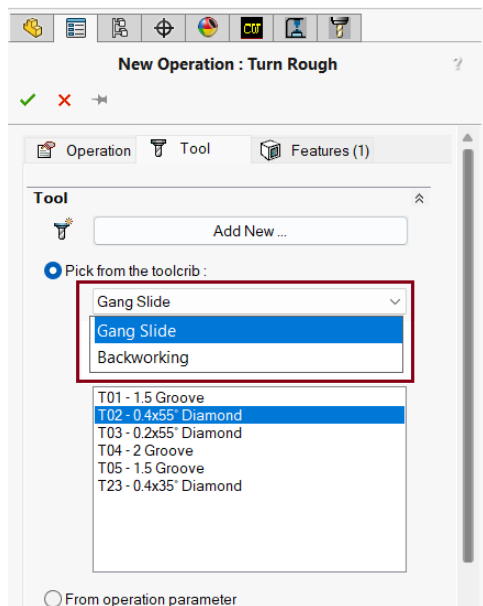 CW
New Operation : Turn Rough
?
Operation Tool Features (1)
Tool
Add New ...
Pick from the toolcrib :
Gang Slide
Gang Slide
Backworking
T01 - 1.5 Groove
T02 - 0.4x55° Diamond
T03 - 0.2x55° Diamond
T04 - 2 Groove
T05 - 1.5 Groove
T23 - 0.4x35° Diamond
From operation parameter